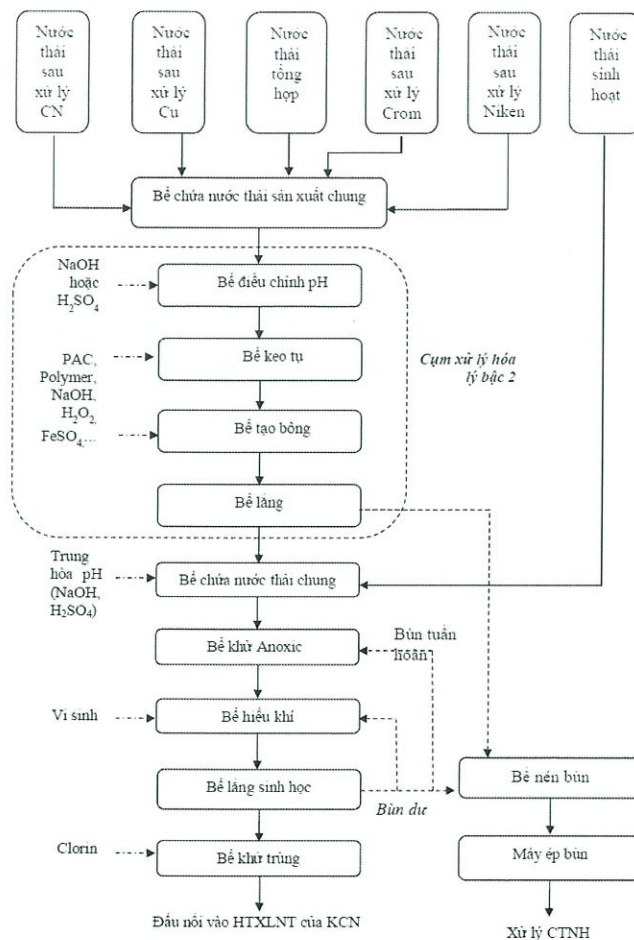 Nước
thải
sau
xử lý
CN
Nước
thải
sau
xử lý
Cu
Nước
thải
tổng
hợp
Nước
thải sau
xử lý
Crom
Nước
thải sau
xử lý
Niken
Nước
thải
sinh
hoạt
Bể chứa nước thải sản xuất chung
NaOH
hoặc
H₂SO₄
Bể điều chỉnh pH
PAC,
Polymer,
NaOH,
H₂O₂,
FeSO₄,...
Bể keo tụ
Cụm xử lý hóa
lý bậc 2
Bể tạo bông
Bể lắng
Trung
hòa pH
(NaOH,
H₂SO₄)
Bể chứa nước thải chung
Bể khử Anoxic
Bùn tuần
hoàn
Vi sinh
Bể hiếu khí
Bể lắng sinh học
Bùn dư
Bể nén bùn
Clorin
Bể khử trùng
Máy ép bùn
Đấu nối vào HTXLNT của KCN
Xử lý CTNH